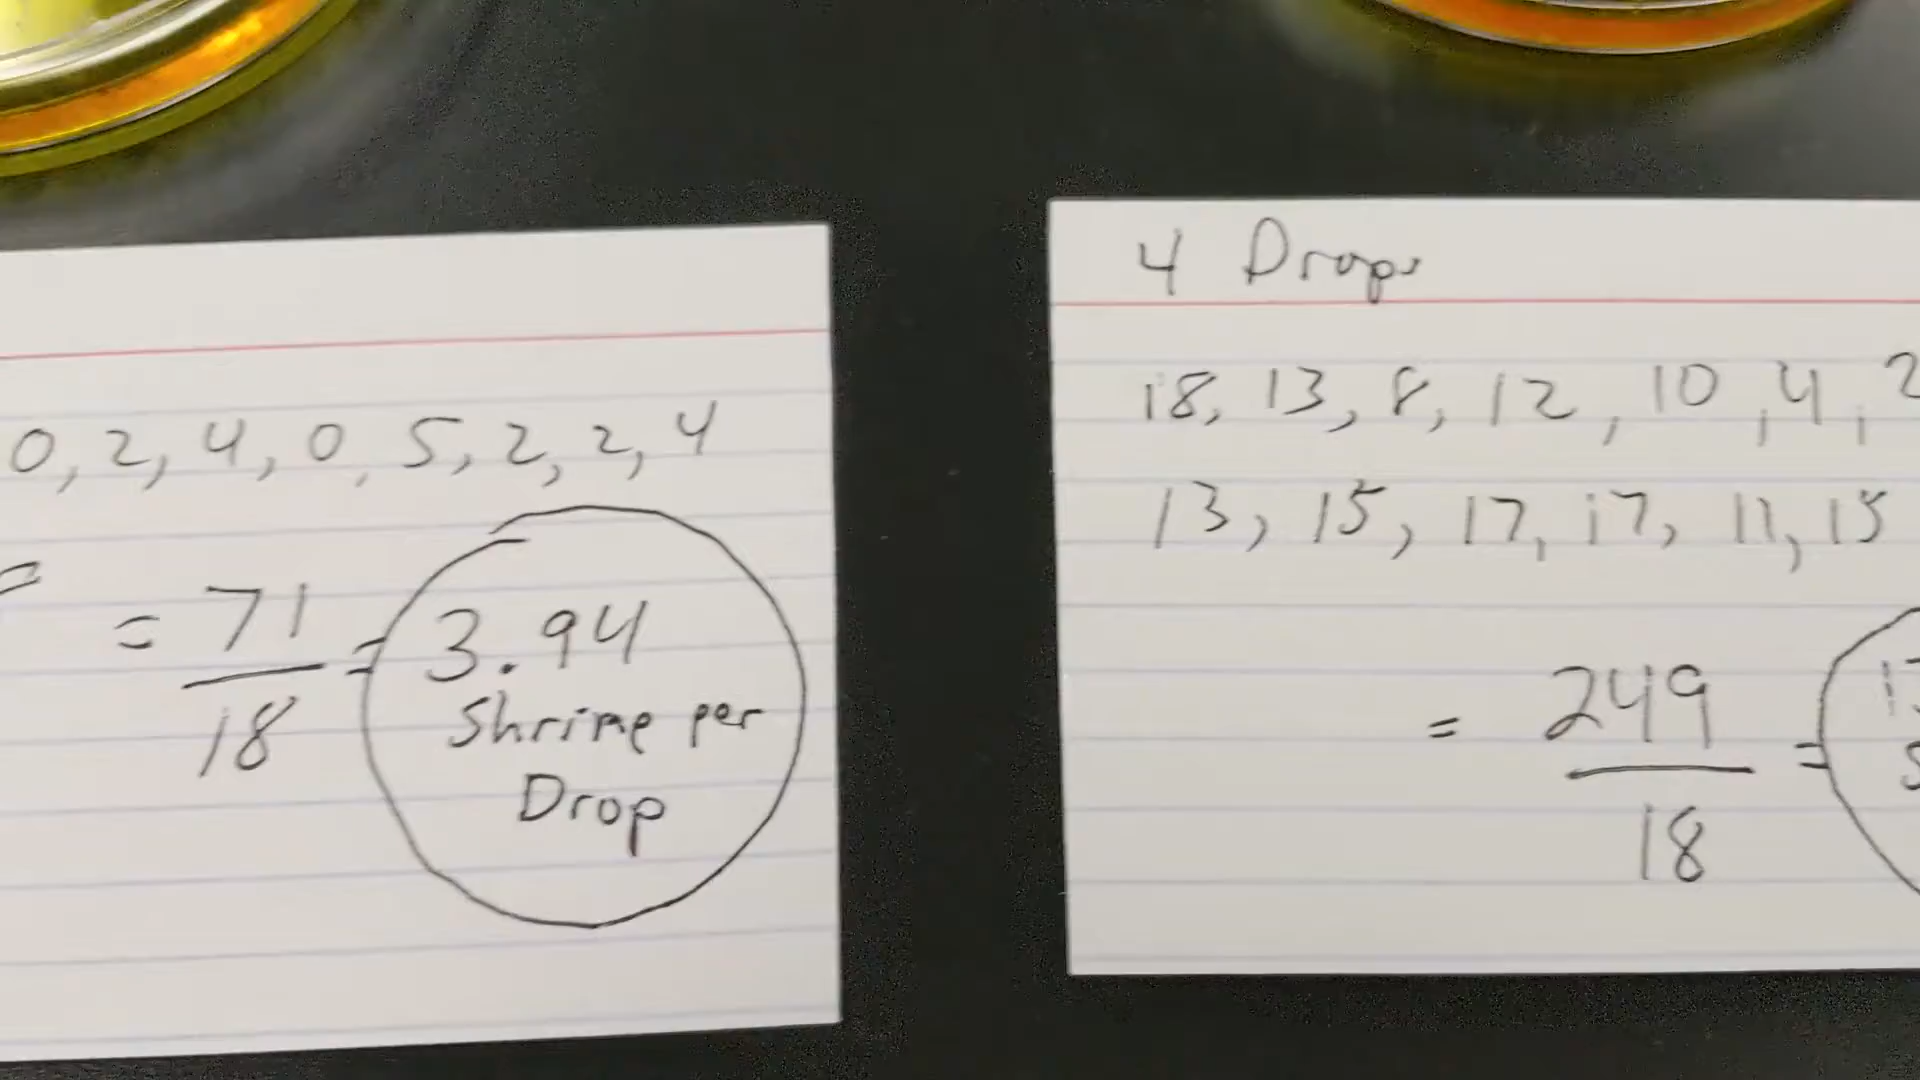 0, 2, 4, 0, 5, 2, 2, 4
= 71/18 = 3.94
Shrimp per
Drop
4 Drops
18, 13, 8, 12, 10, 4,
13, 15, 17, 17, 11, 15
= 249/18 =